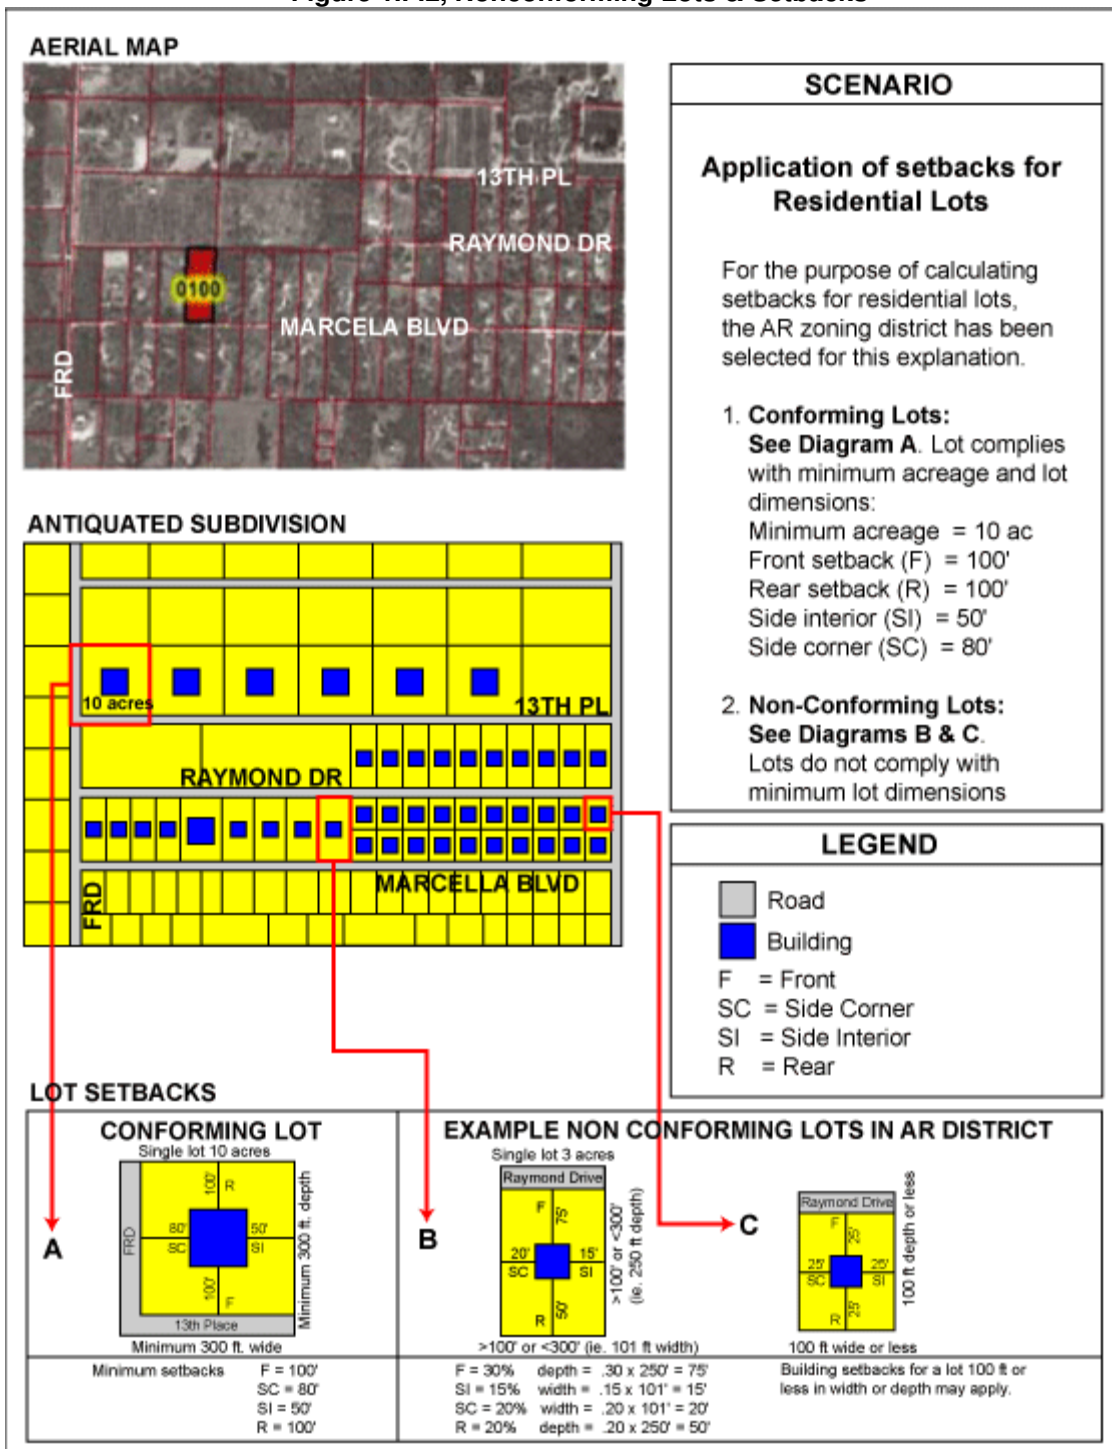 AERIAL MAP
13TH PL
RAYMOND DR
0100
MARCELA BLVD
FRD
SCENARIO
Application of setbacks for
Residential Lots
For the purpose of calculating
setbacks for residential lots,
the AR zoning district has been
selected for this explanation.
1. Conforming Lots:
See Diagram A. Lot complies
with minimum acreage and lot
dimensions:
Minimum acreage = 10 ac
Front setback (F) = 100'
Rear setback (R) = 100'
Side interior (SI) = 50'
Side corner (SC) = 80'
2. Non-Conforming Lots:
See Diagrams B & C.
Lots do not comply with
minimum lot dimensions
ANTIQUATED SUBDIVISION
10 acres
13TH PL
RAYMOND DR
MARCELLA BLVD
FRD
LEGEND
Road
Building
F = Front
SC = Side Corner
SI = Side Interior
R = Rear
LOT SETBACKS
CONFORMING LOT
Single lot 10 acres
100'
R
80'
50'
SC
SI
100'
F
FRD
13th Place
Minimum 300 ft. depth
Minimum 300 ft. wide
A
Minimum setbacks F = 100'
SC = 80'
SI = 50'
R = 100'
EXAMPLE NON CONFORMING LOTS IN AR DISTRICT
B
Single lot 3 acres
Raymond Drive
F
75'
20'
15'
SC
SI
R
50'
>100' or <300'
(ie. 250 ft depth)
>100' or <300' (ie. 101 ft width)
F = 30% depth = .30 x 250' = 75'
SI = 15% width = .15 x 101' = 15'
SC = 20% width = .20 x 101' = 20'
R = 20% depth = .20 x 250' = 50'
C
Raymond Drive
F
25'
25'
25'
SC
SI
R
25'
100 ft depth or less
100 ft wide or less
Building setbacks for a lot 100 ft or
less in width or depth may apply.